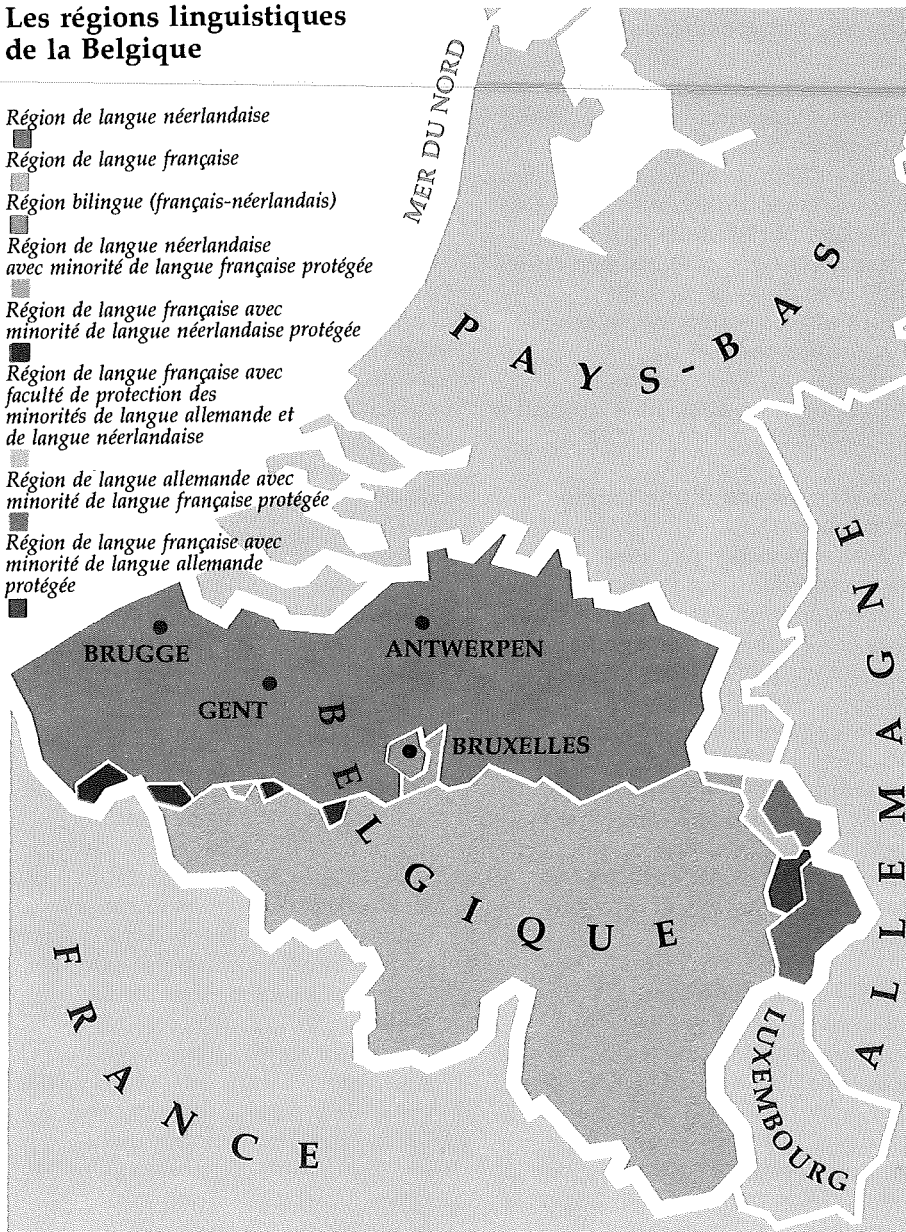 Les régions linguistiques
de la Belgique
Région de langue néerlandaise
Région de langue française
Région bilingue (français-néerlandais)
Région de langue néerlandaise
avec minorité de langue française protégée
Région de langue française avec
minorité de langue néerlandaise protégée
Région de langue française avec
faculté de protection des
minorités de langue allemande et
de langue néerlandaise
Région de langue allemande avec
minorité de langue française protégée
Région de langue française avec
minorité de langue allemande
protégée
MER DU NORD
PAYS-BAS
ALLEMAGNE
BRUGGE
ANTWERPEN
GENT
BRUXELLES
BELGIQUE
FRANCE
LUXEMBOURG